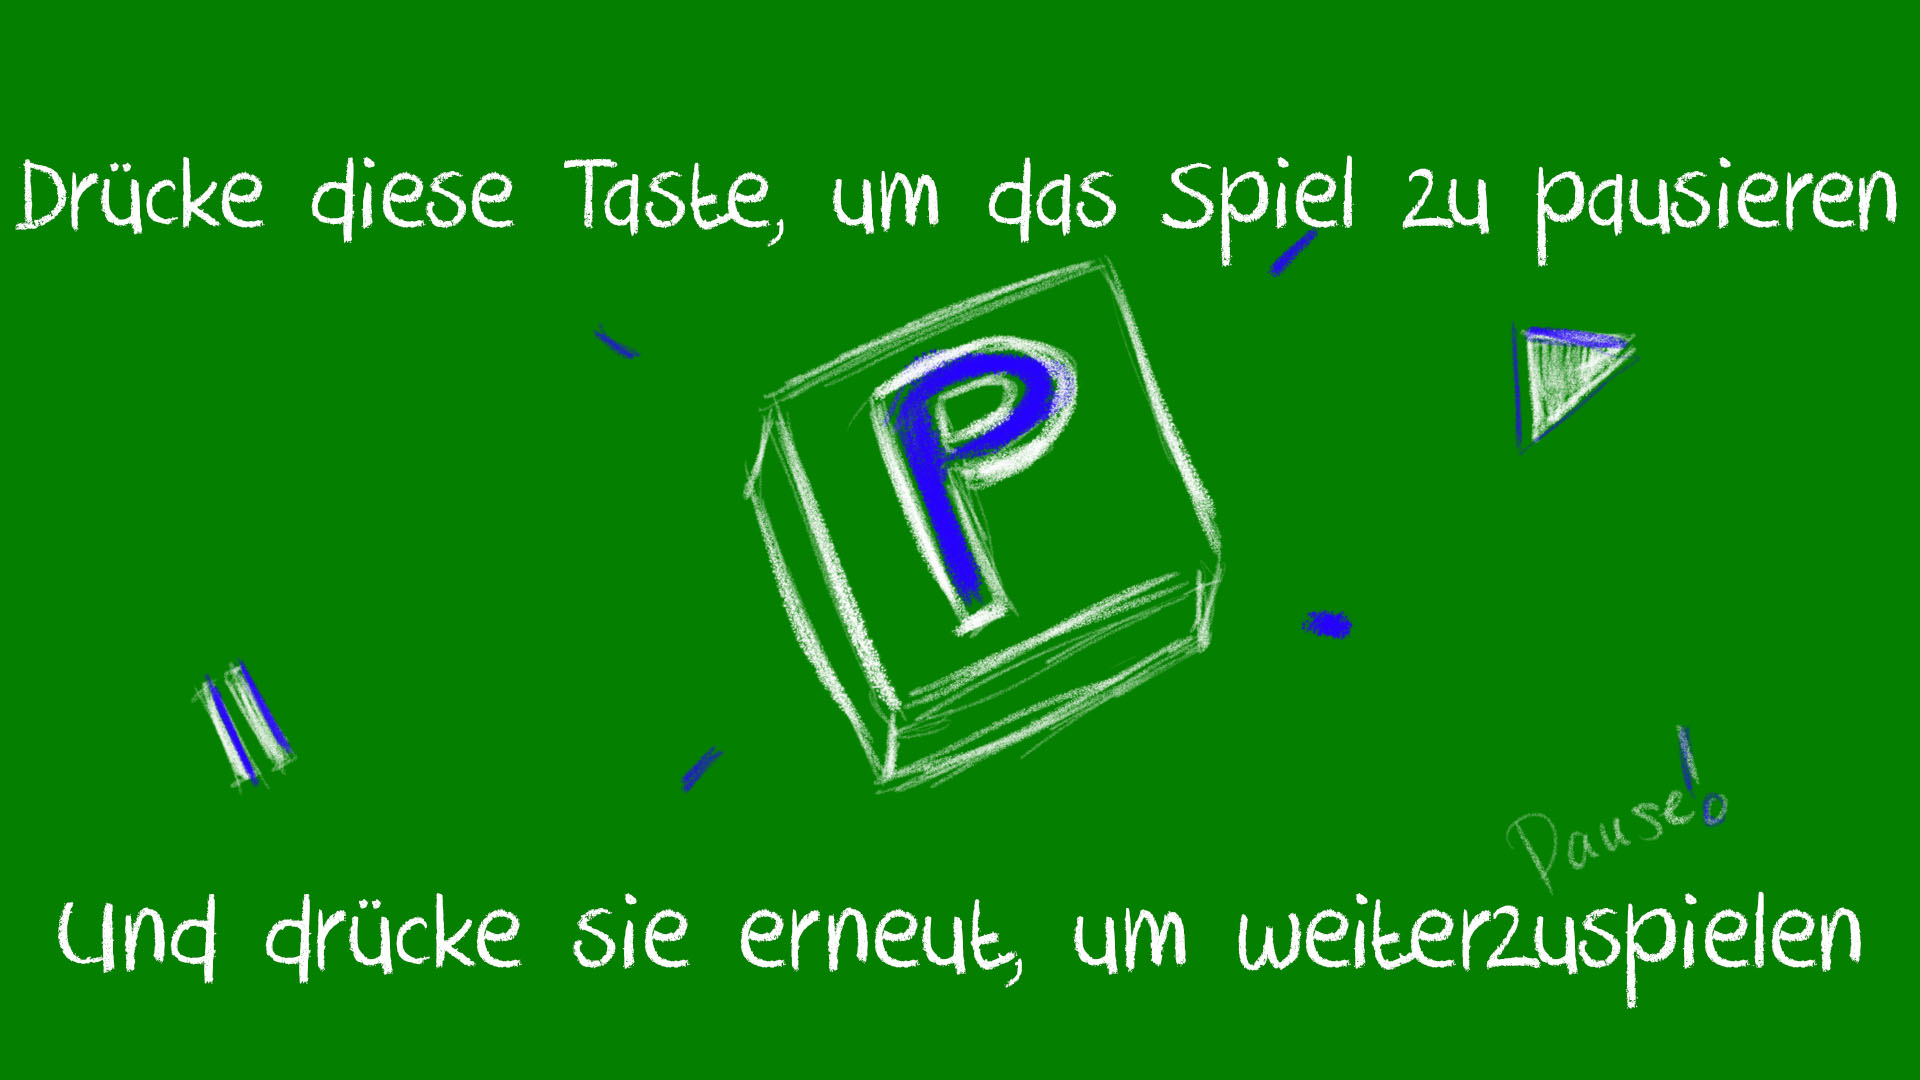 Drücke diese Taste, um das Spiel zu pausieren
P
Pause!
Und drücke sie erneut, um weiterzuspielen